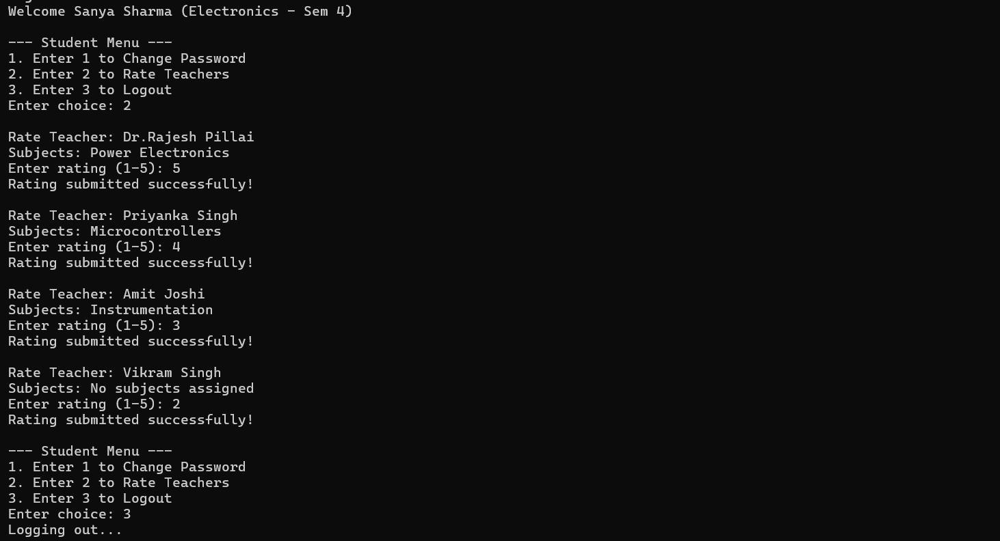 Welcome Sanya Sharma (Electronics - Sem 4)
--- Student Menu ---
1. Enter 1 to Change Password
2. Enter 2 to Rate Teachers
3. Enter 3 to Logout
Enter choice: 2
Rate Teacher: Dr.Rajesh Pillai
Subjects: Power Electronics
Enter rating (1-5): 5
Rating submitted successfully!
Rate Teacher: Priyanka Singh
Subjects: Microcontrollers
Enter rating (1-5): 4
Rating submitted successfully!
Rate Teacher: Amit Joshi
Subjects: Instrumentation
Enter rating (1-5): 3
Rating submitted successfully!
Rate Teacher: Vikram Singh
Subjects: No subjects assigned
Enter rating (1-5): 2
Rating submitted successfully!
--- Student Menu ---
1. Enter 1 to Change Password
2. Enter 2 to Rate Teachers
3. Enter 3 to Logout
Enter choice: 3
Logging out...